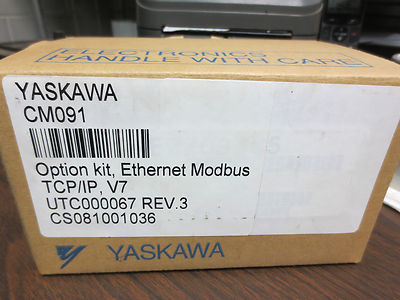 ELECTRONICS
HANDLE WITH CARE
YASKAWA
CM091
Option kit, Ethernet Modbus
TCP/IP, V7
UTC000067 REV.3
CS081001036
YASKAWA